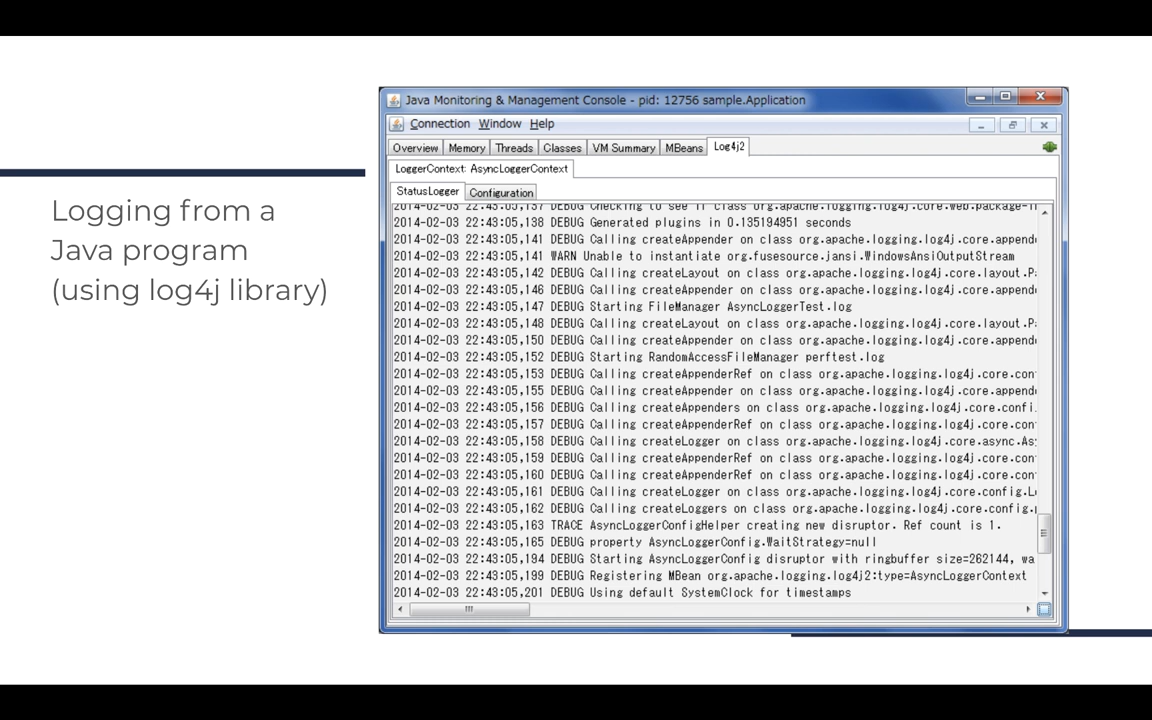 Logging from a
Java program
(using log4j library)
Java Monitoring & Management Console - pid: 12756 sample.Application
Connection Window Help
Overview Memory Threads Classes VM Summary MBeans Log4j2
LoggerContext: AsyncLoggerContext
StatusLogger Configuration
2014-02-03 22:43:05,137 DEBUG Checking to see if class org.apache.logging.log4j.core.web.package-i
2014-02-03 22:43:05,138 DEBUG Generated plugins in 0.135194951 seconds
2014-02-03 22:43:05,141 DEBUG Calling createAppender on class org.apache.logging.log4j.core.append
2014-02-03 22:43:05,141 WARN Unable to instantiate org.fusesource.jansi.WindowsAnsiOutputStream
2014-02-03 22:43:05,142 DEBUG Calling createLayout on class org.apache.logging.log4j.core.layout.P
2014-02-03 22:43:05,146 DEBUG Calling createAppender on class org.apache.logging.log4j.core.append
2014-02-03 22:43:05,147 DEBUG Starting FileManager AsyncLoggerTest.log
2014-02-03 22:43:05,148 DEBUG Calling createLayout on class org.apache.logging.log4j.core.layout.P
2014-02-03 22:43:05,150 DEBUG Calling createAppender on class org.apache.logging.log4j.core.append
2014-02-03 22:43:05,152 DEBUG Starting RandomAccessFileManager perftest.log
2014-02-03 22:43:05,153 DEBUG Calling createAppenderRef on class org.apache.logging.log4j.core.con
2014-02-03 22:43:05,155 DEBUG Calling createAppender on class org.apache.logging.log4j.core.append
2014-02-03 22:43:05,156 DEBUG Calling createAppenders on class org.apache.logging.log4j.core.confi
2014-02-03 22:43:05,157 DEBUG Calling createAppenderRef on class org.apache.logging.log4j.core.con
2014-02-03 22:43:05,158 DEBUG Calling createLogger on class org.apache.logging.log4j.core.async.As
2014-02-03 22:43:05,159 DEBUG Calling createAppenderRef on class org.apache.logging.log4j.core.con
2014-02-03 22:43:05,160 DEBUG Calling createAppenderRef on class org.apache.logging.log4j.core.con
2014-02-03 22:43:05,161 DEBUG Calling createLogger on class org.apache.logging.log4j.core.config.L
2014-02-03 22:43:05,162 DEBUG Calling createLoggers on class org.apache.logging.log4j.core.config.
2014-02-03 22:43:05,163 TRACE AsyncLoggerConfigHelper creating new disruptor. Ref count is 1.
2014-02-03 22:43:05,165 DEBUG property AsyncLoggerConfig.WaitStrategy=null
2014-02-03 22:43:05,194 DEBUG Starting AsyncLoggerConfig disruptor with ringbuffer size=262144, wa
2014-02-03 22:43:05,199 DEBUG Registering MBean org.apache.logging.log4j2:type=AsyncLoggerContext
2014-02-03 22:43:05,201 DEBUG Using default SystemClock for timestamps